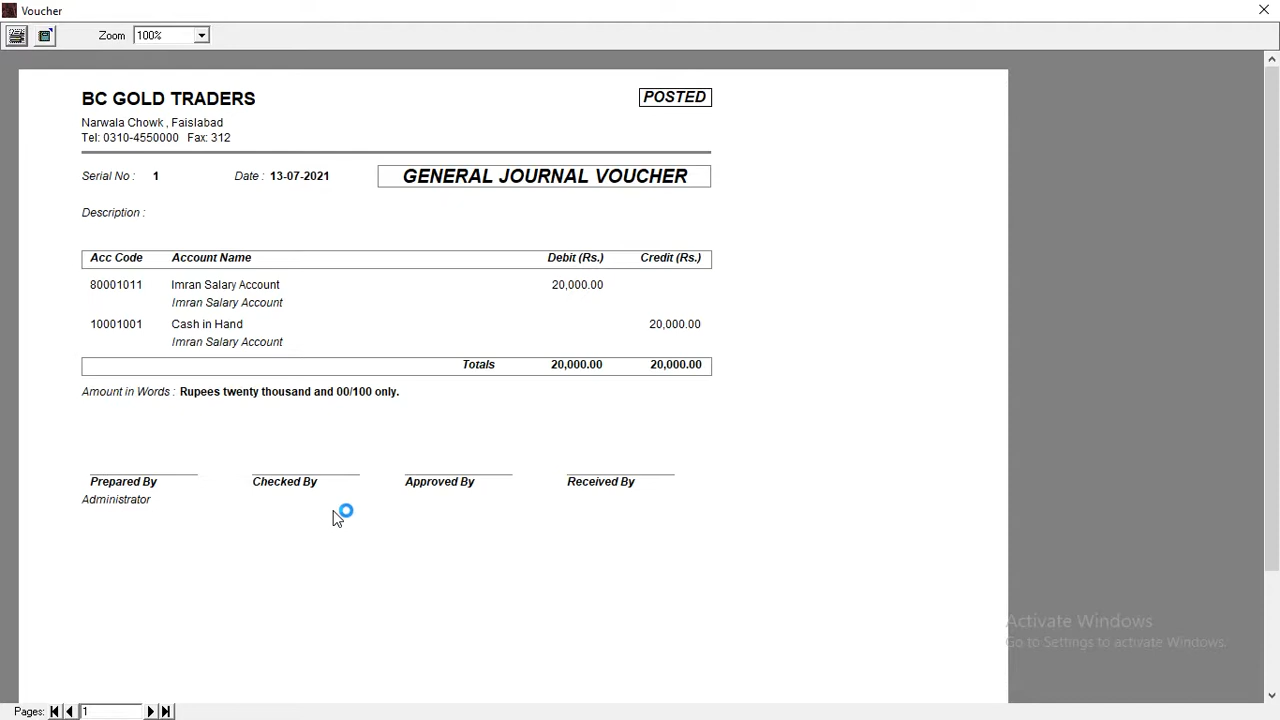 Voucher
Zoom 100%
BC GOLD TRADERS
POSTED
Narwala Chowk , Faislabad
Tel: 0310-4550000 Fax: 312
Serial No : 1 Date : 13-07-2021 GENERAL JOURNAL VOUCHER
Description :
Acc Code Account Name Debit (Rs.) Credit (Rs.)
80001011 Imran Salary Account 20,000.00
Imran Salary Account
10001001 Cash in Hand 20,000.00
Imran Salary Account
Totals 20,000.00 20,000.00
Amount in Words : Rupees twenty thousand and 00/100 only.
Prepared By Checked By Approved By Received By
Administrator
Activate Windows
Go to Settings to activate Windows.
Pages: 1